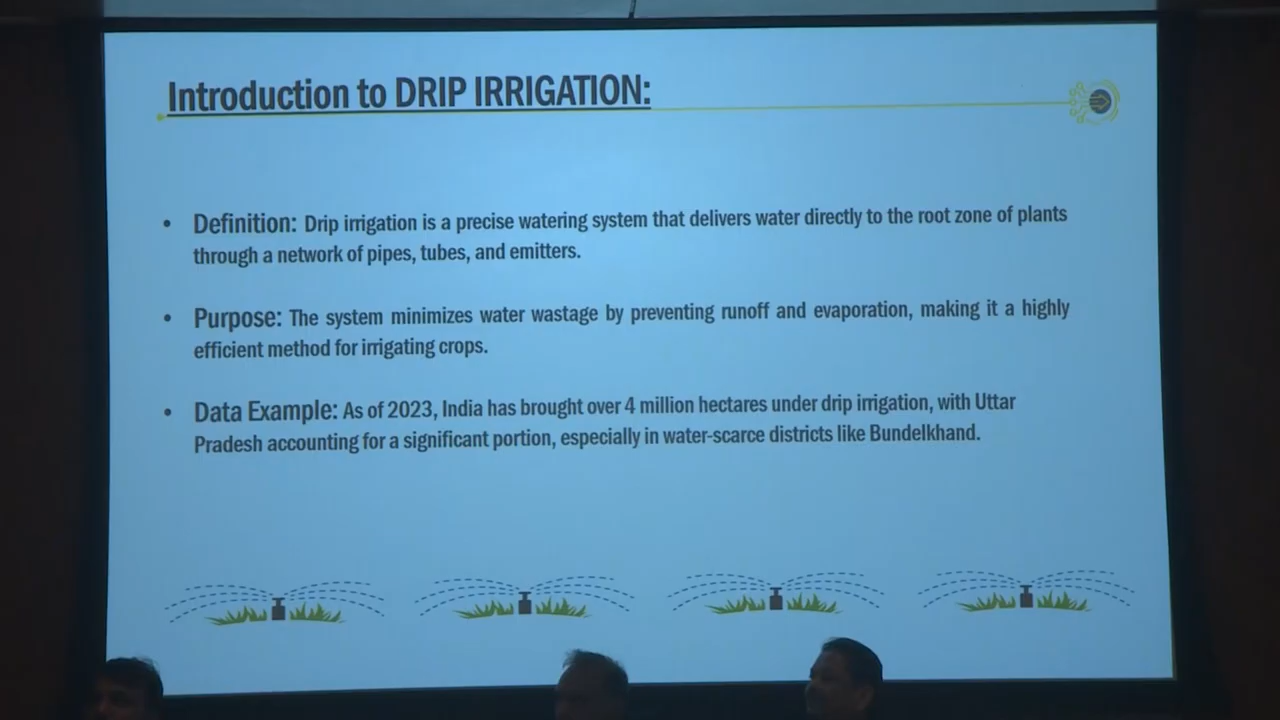 Introduction to DRIP IRRIGATION:
• Definition: Drip irrigation is a precise watering system that delivers water directly to the root zone of plants
through a network of pipes, tubes, and emitters.
• Purpose: The system minimizes water wastage by preventing runoff and evaporation, making it a highly
efficient method for irrigating crops.
• Data Example: As of 2023, India has brought over 4 million hectares under drip irrigation, with Uttar
Pradesh accounting for a significant portion, especially in water-scarce districts like Bundelkhand.